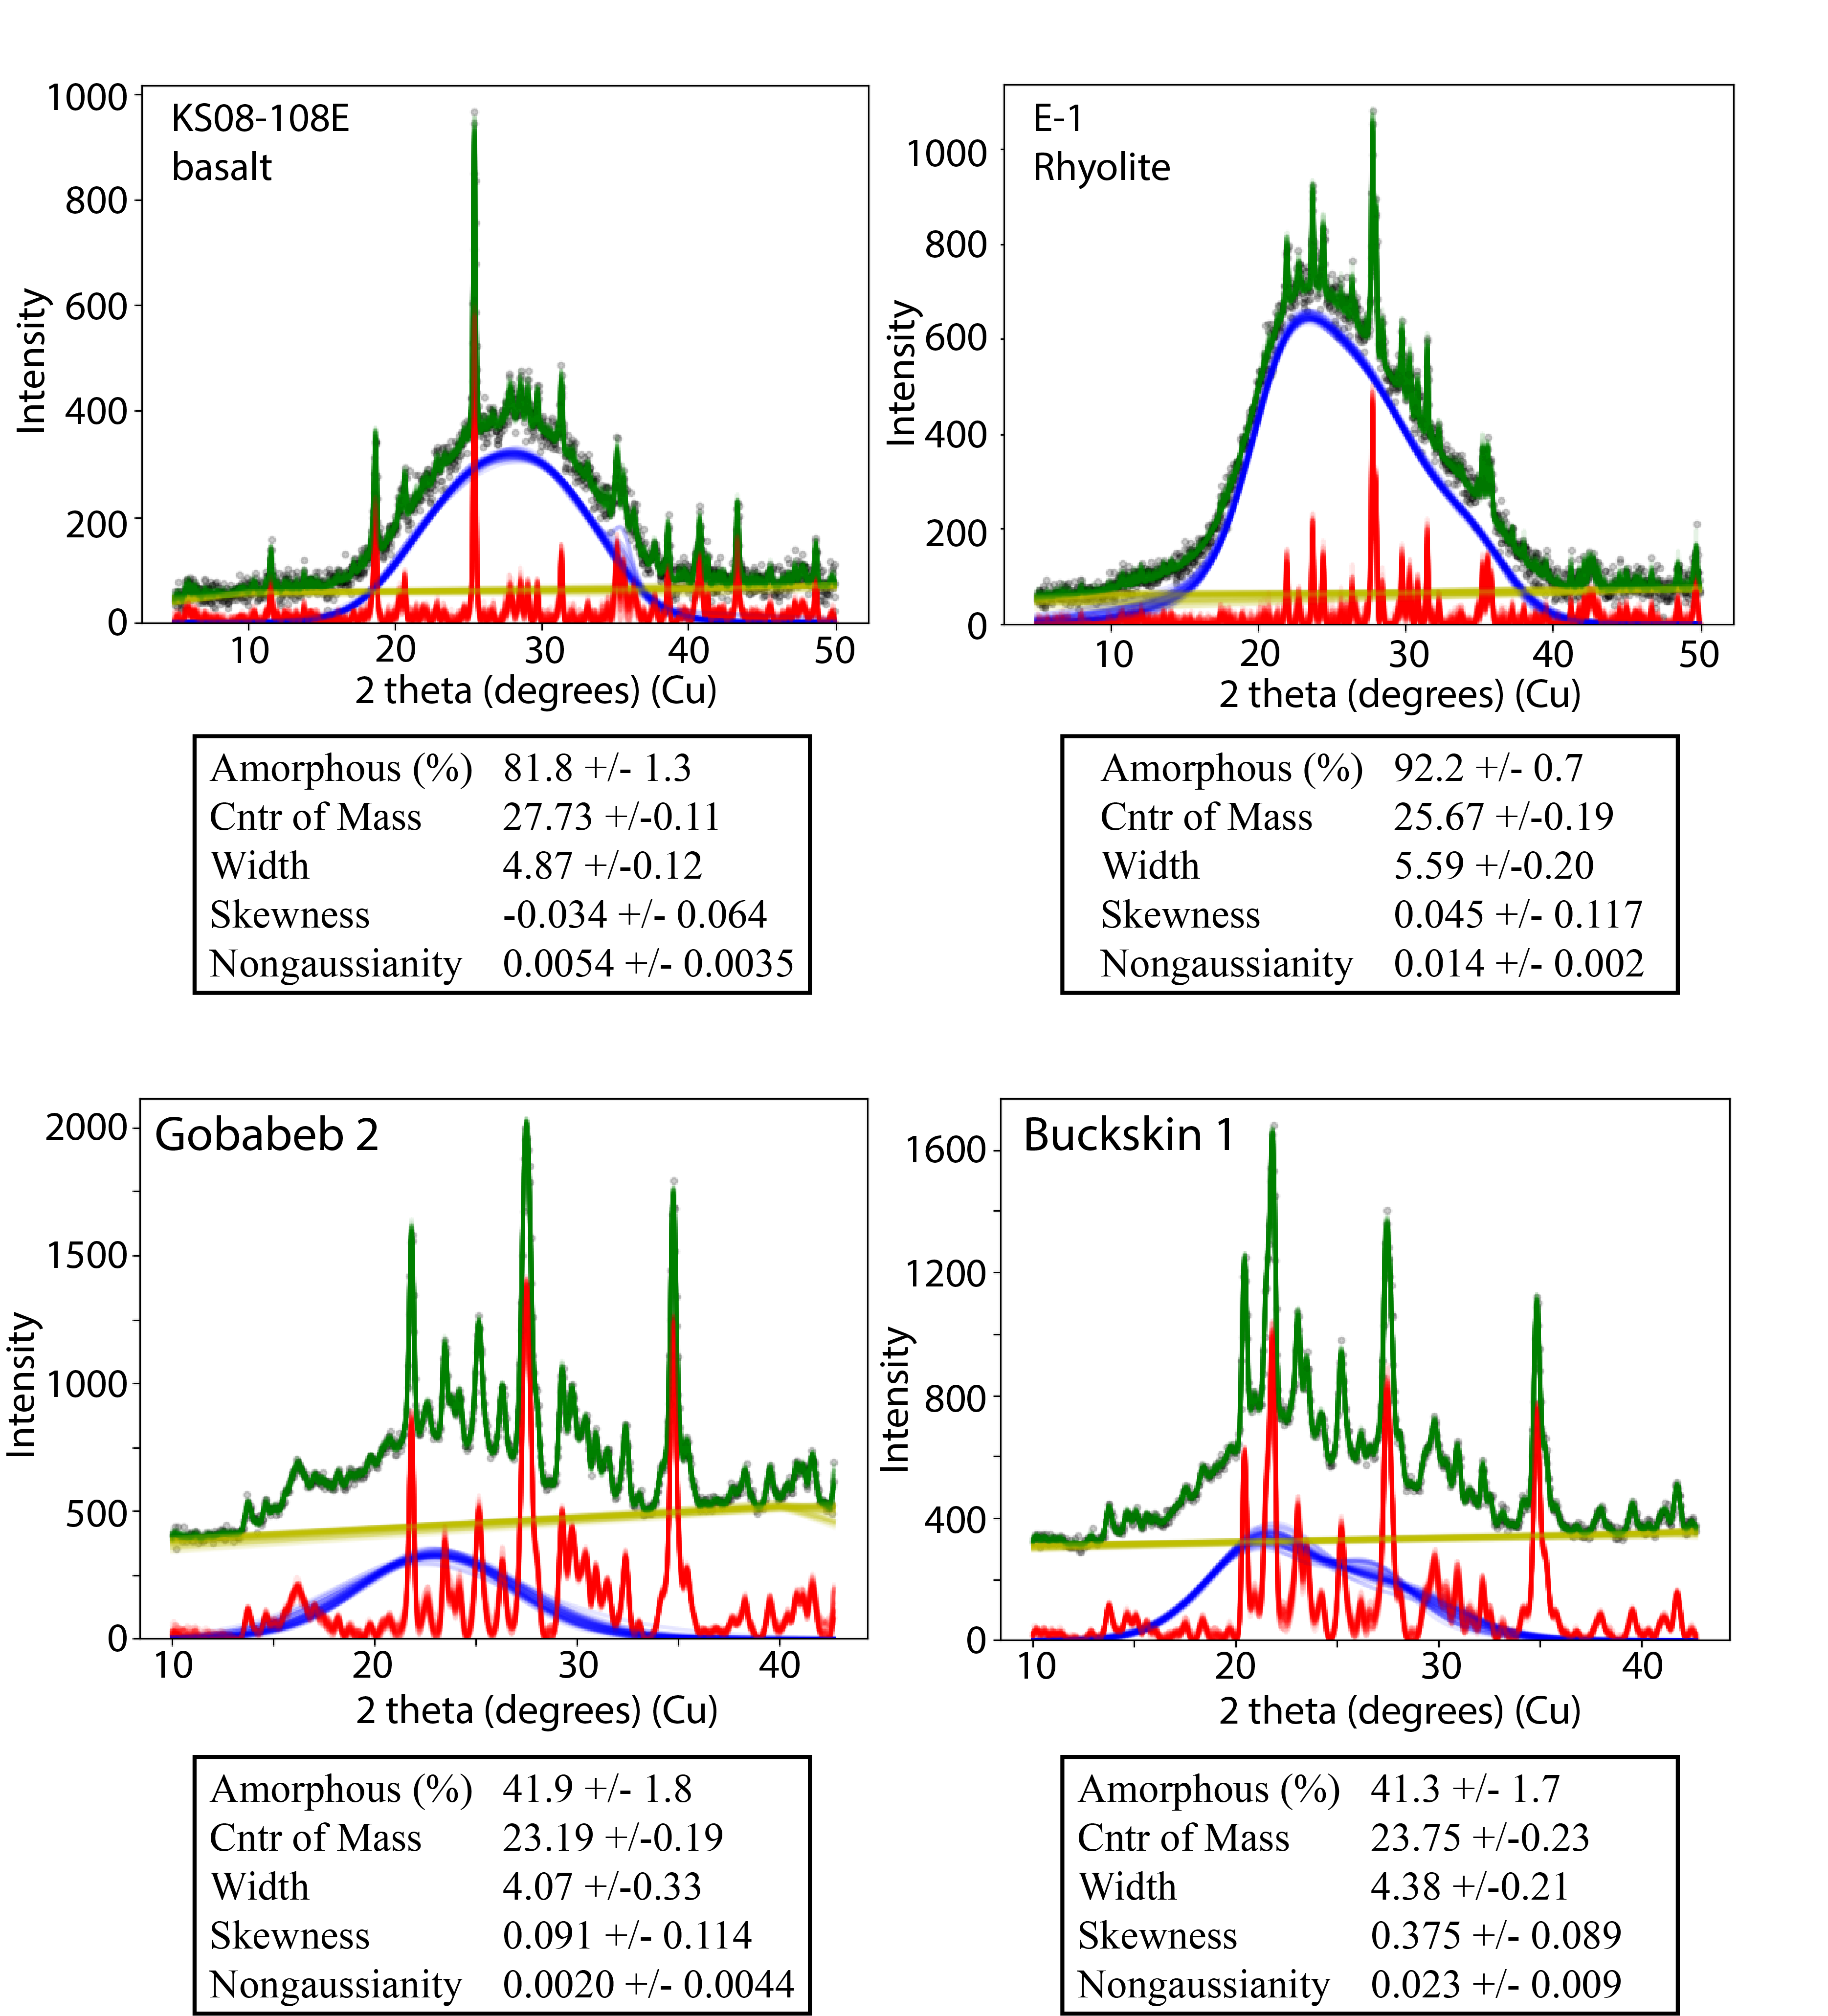 KS08-108E
basalt
1000
800
600
400
200
0
Intensity
10 20 30 40 50
2 theta (degrees) (Cu)
Amorphous (%) 81.8 +/- 1.3
Cntr of Mass 27.73 +/-0.11
Width 4.87 +/-0.12
Skewness -0.034 +/- 0.064
Nongaussianity 0.0054 +/- 0.0035
E-1
Rhyolite
1000
800
600
400
200
0
Intensity
10 20 30 40 50
2 theta (degrees) (Cu)
Amorphous (%) 92.2 +/- 0.7
Cntr of Mass 25.67 +/-0.19
Width 5.59 +/-0.20
Skewness 0.045 +/- 0.117
Nongaussianity 0.014 +/- 0.002
Gobabeb 2
2000
1500
1000
500
0
Intensity
10 20 30 40
2 theta (degrees) (Cu)
Amorphous (%) 41.9 +/- 1.8
Cntr of Mass 23.19 +/-0.19
Width 4.07 +/-0.33
Skewness 0.091 +/- 0.114
Nongaussianity 0.0020 +/- 0.0044
Buckskin 1
1600
1200
800
400
0
Intensity
10 20 30 40
2 theta (degrees) (Cu)
Amorphous (%) 41.3 +/- 1.7
Cntr of Mass 23.75 +/-0.23
Width 4.38 +/-0.21
Skewness 0.375 +/- 0.089
Nongaussianity 0.023 +/- 0.009